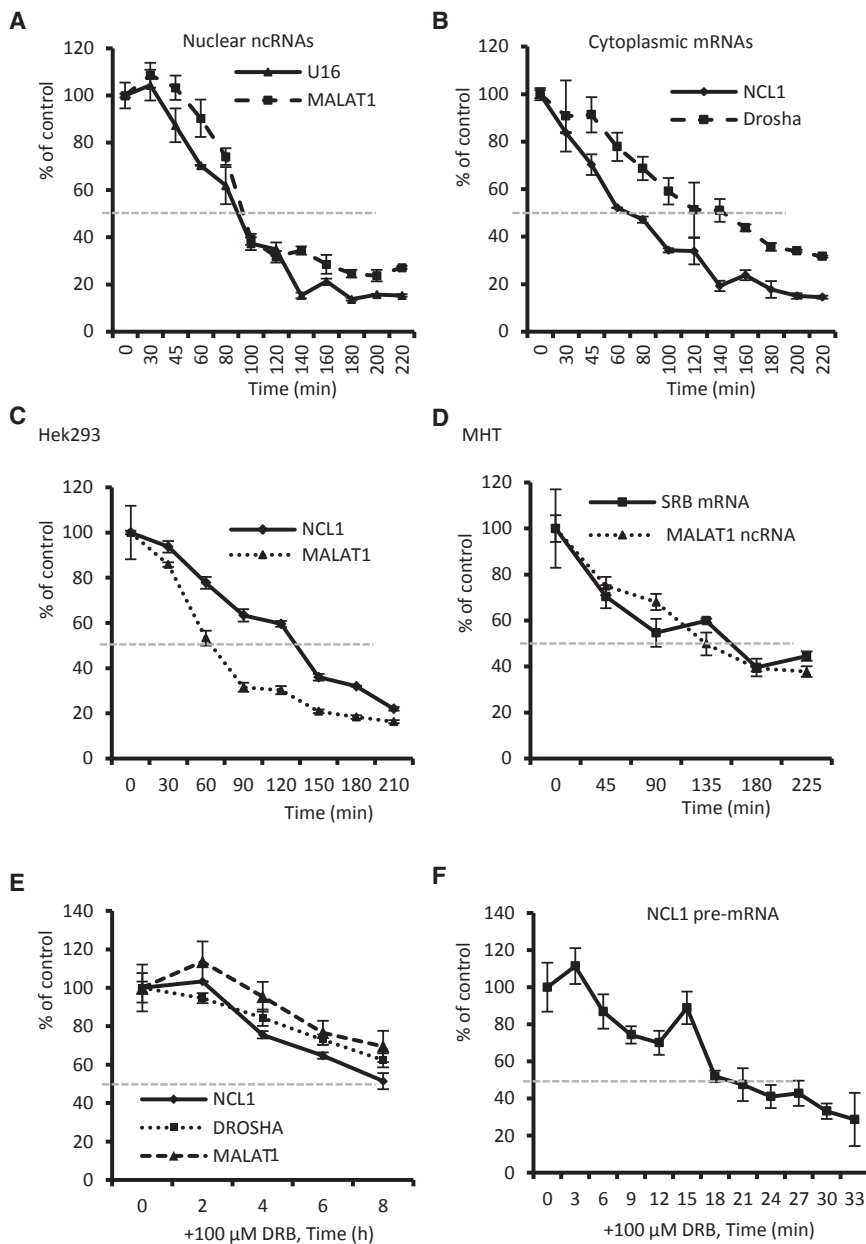 A
Nuclear ncRNAs
U16
MALAT1
% of control
120
100
80
60
40
20
0
0 30 45 60 80 100 120 140 160 180 200 220
Time (min)
B
Cytoplasmic mRNAs
NCL1
Drosha
% of control
120
100
80
60
40
20
0
0 30 45 60 80 100 120 140 160 180 200 220
Time (min)
C
Hek293
NCL1
MALAT1
% of control
120
100
80
60
40
20
0
0 30 60 90 120 150 180 210
Time (min)
D
MHT
SRB mRNA
MALAT1 ncRNA
% of control
120
100
80
60
40
20
0
0 45 90 135 180 225
Time (min)
E
% of control
140
120
100
80
60
40
20
0
NCL1
DROSHA
MALAT1
0 2 4 6 8
+100 μM DRB, Time (h)
F
NCL1 pre-mRNA
% of control
140
120
100
80
60
40
20
0
0 3 6 9 12 15 18 21 24 27 30 33
+100 μM DRB, Time (min)